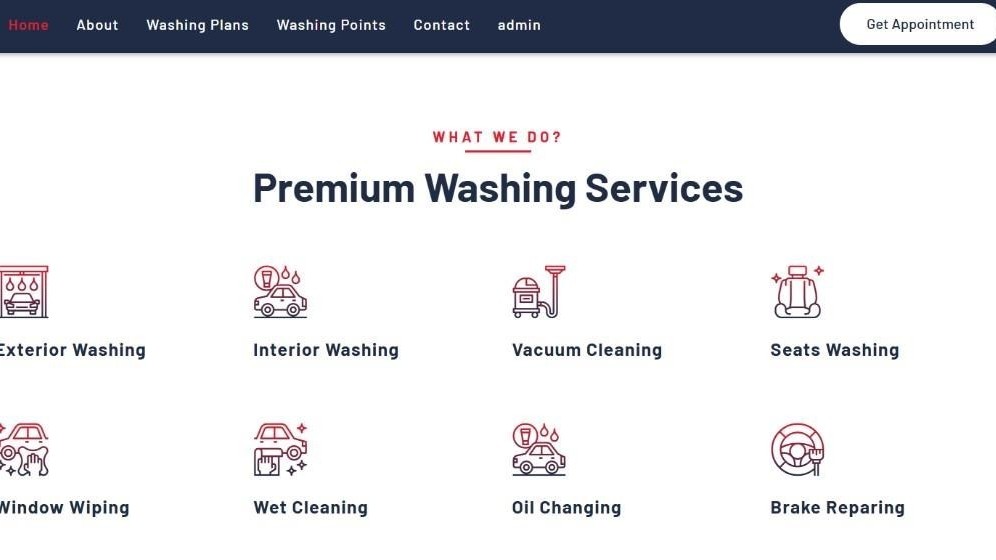 Home About Washing Plans Washing Points Contact admin Get Appointment
WHAT WE DO?
Premium Washing Services
Exterior Washing Interior Washing Vacuum Cleaning Seats Washing
Window Wiping Wet Cleaning Oil Changing Brake Reparing